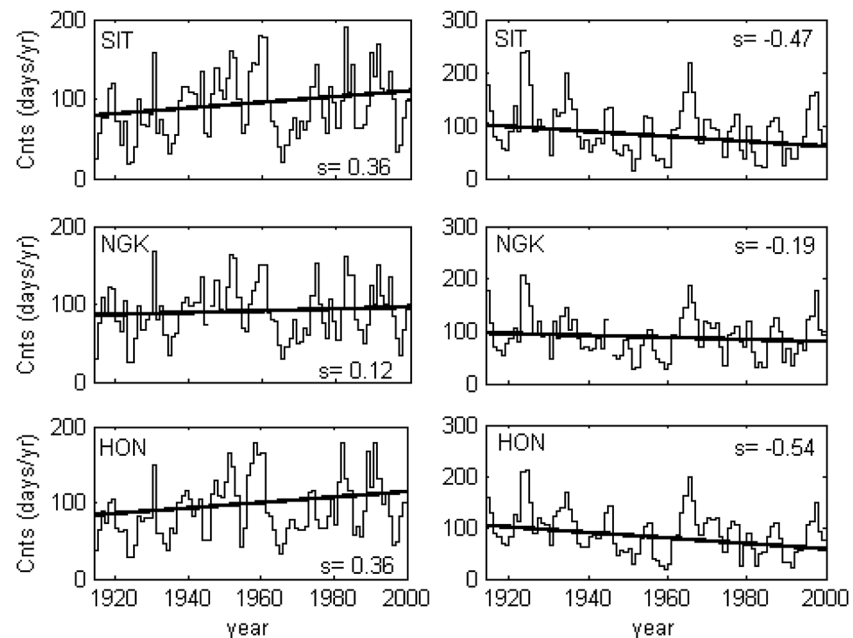 200
SIT
Cnts (days/yr)
100
s= 0.36
0
300
SIT
s= -0.47
200
100
0
200
NGK
Cnts (days/yr)
100
s= 0.12
0
300
NGK
s= -0.19
200
100
0
200
HON
Cnts (days/yr)
100
s= 0.36
0
1920 1940 1960 1980 2000
year
300
HON
s= -0.54
200
100
0
1920 1940 1960 1980 2000
year